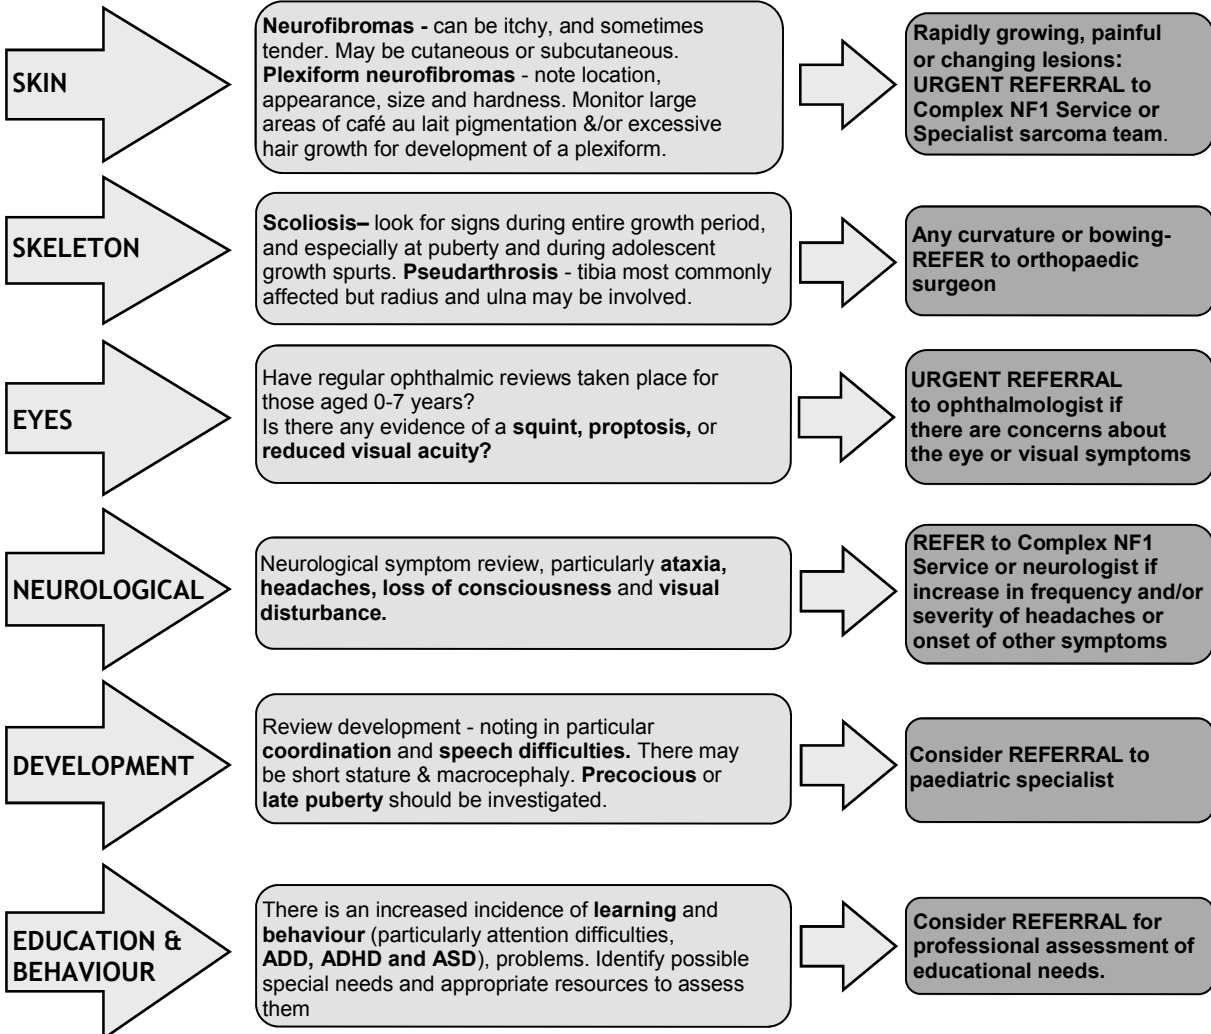 SKIN
Neurofibromas - can be itchy, and sometimes
tender. May be cutaneous or subcutaneous.
Plexiform neurofibromas - note location,
appearance, size and hardness. Monitor large
areas of café au lait pigmentation &/or excessive
hair growth for development of a plexiform.
Rapidly growing, painful
or changing lesions:
URGENT REFERRAL to
Complex NF1 Service or
Specialist sarcoma team.
SKELETON
Scoliosis– look for signs during entire growth period,
and especially at puberty and during adolescent
growth spurts. Pseudarthrosis - tibia most commonly
affected but radius and ulna may be involved.
Any curvature or bowing-
REFER to orthopaedic
surgeon
EYES
Have regular ophthalmic reviews taken place for
those aged 0-7 years?
Is there any evidence of a squint, proptosis, or
reduced visual acuity?
URGENT REFERRAL
to ophthalmologist if
there are concerns about
the eye or visual symptoms
NEUROLOGICAL
Neurological symptom review, particularly ataxia,
headaches, loss of consciousness and visual
disturbance.
REFER to Complex NF1
Service or neurologist if
increase in frequency and/or
severity of headaches or
onset of other symptoms
DEVELOPMENT
Review development - noting in particular
coordination and speech difficulties. There may
be short stature & macrocephaly. Precocious or
late puberty should be investigated.
Consider REFERRAL to
paediatric specialist
EDUCATION &
BEHAVIOUR
There is an increased incidence of learning and
behaviour (particularly attention difficulties,
ADD, ADHD and ASD), problems. Identify possible
special needs and appropriate resources to assess
them
Consider REFERRAL for
professional assessment of
educational needs.